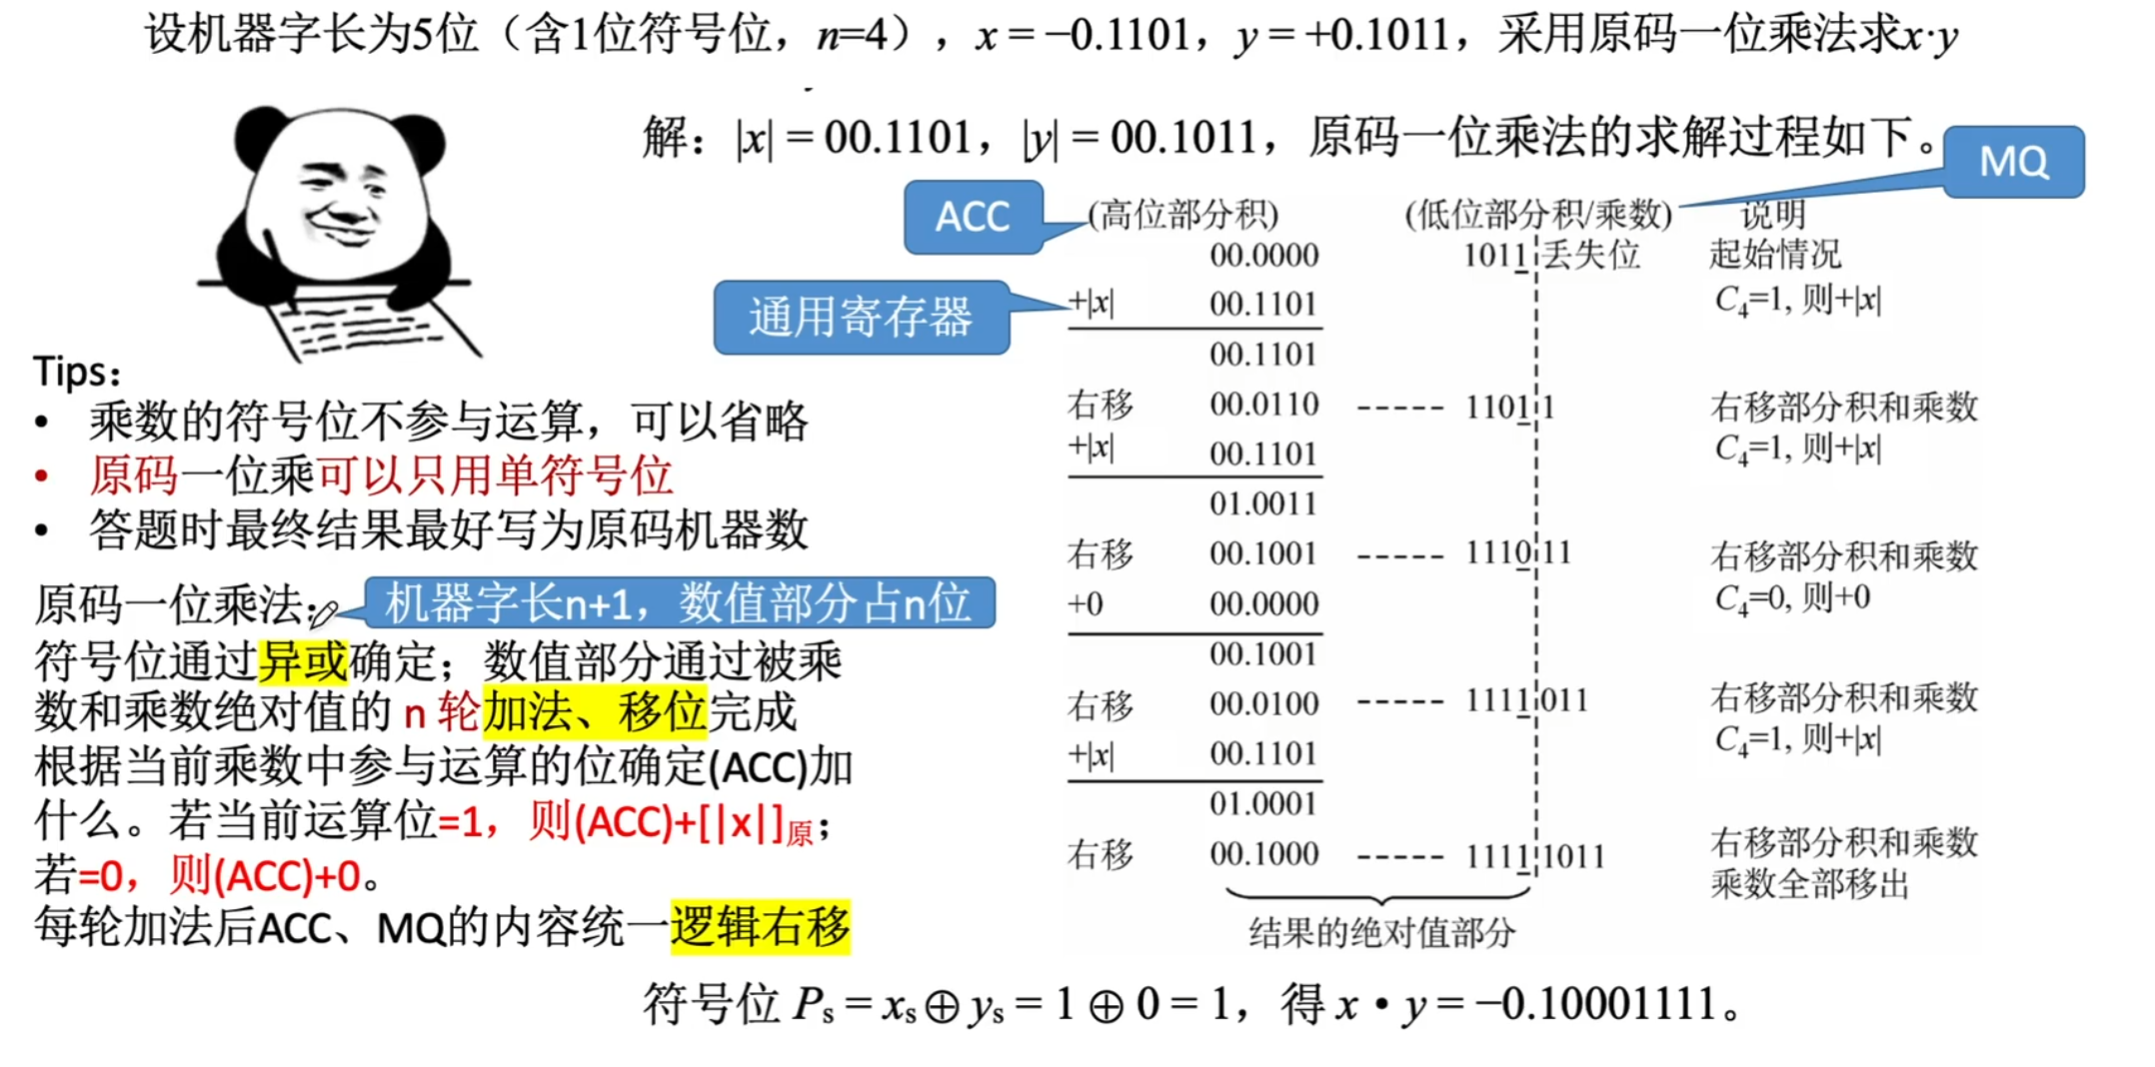 设机器字长为5位（含1位符号位，n=4），x = −0.1101，y = +0.1011，采用原码一位乘法求x·y
解：|x| = 00.1101，|y| = 00.1011，原码一位乘法的求解过程如下。
MQ
ACC
(高位部分积) (低位部分积/乘数) 说明
00.0000 1011 丢失位 起始情况
通用寄存器
+|x| 00.1101 C4=1, 则+|x|
00.1101
右移 00.0110 ----- 1101 1 右移部分积和乘数
+|x| 00.1101 C4=1, 则+|x|
01.0011
右移 00.1001 ----- 1110 11 右移部分积和乘数
+0 00.0000 C4=0, 则+0
00.1001
右移 00.0100 ----- 1111 011 右移部分积和乘数
+|x| 00.1101 C4=1, 则+|x|
01.0001
右移 00.1000 ----- 1111 1011 右移部分积和乘数
乘数全部移出
结果的绝对值部分
Tips：
• 乘数的符号位不参与运算，可以省略
• 原码一位乘可以只用单符号位
• 答题时最终结果最好写为原码机器数
原码一位乘法：
机器字长n+1，数值部分占n位
符号位通过异或确定；数值部分通过被乘
数和乘数绝对值的 n 轮加法、移位完成
根据当前乘数中参与运算的位确定(ACC)加
什么。若当前运算位=1，则(ACC)+[|x|]原；
若=0，则(ACC)+0。
每轮加法后ACC、MQ的内容统一逻辑右移
符号位 Ps = xs⊕ys = 1⊕0 = 1，得 x • y = −0.10001111。